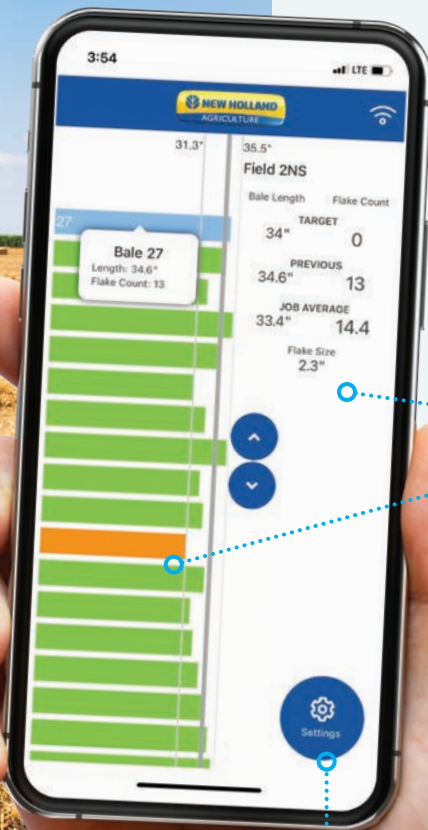 3:54
LTE
NEW HOLLAND
AGRICULTURE
31.3"
35.5"
Field 2NS
Bale Length Flake Count
TARGET
34" 0
PREVIOUS
34.6" 13
JOB AVERAGE
33.4" 14.4
Flake Size
2.3"
27
Bale 27
Length: 34.6"
Flake Count: 13
Settings